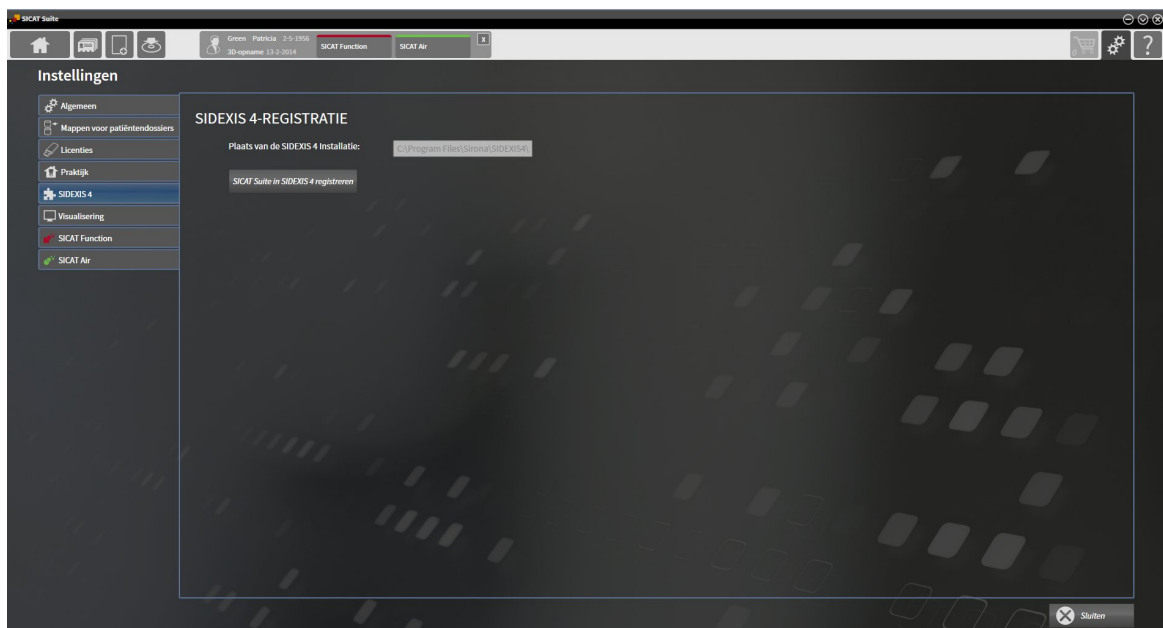 SICAT Suite
Green Patricia 2-5-1956
3D-opname 13-2-2014
SICAT Function
SICAT Air
x
0
?
Instellingen
Algemeen
Mappen voor patiëntendossiers
Licenties
Praktijk
SIDEXIS 4
Visualisering
SICAT Function
SICAT Air
SIDEXIS 4-REGISTRATIE
Plaats van de SIDEXIS 4 Installatie:
C:\Program Files\Sirona\SIDEXIS4\
SICAT Suite in SIDEXIS 4 registreren
Sluiten